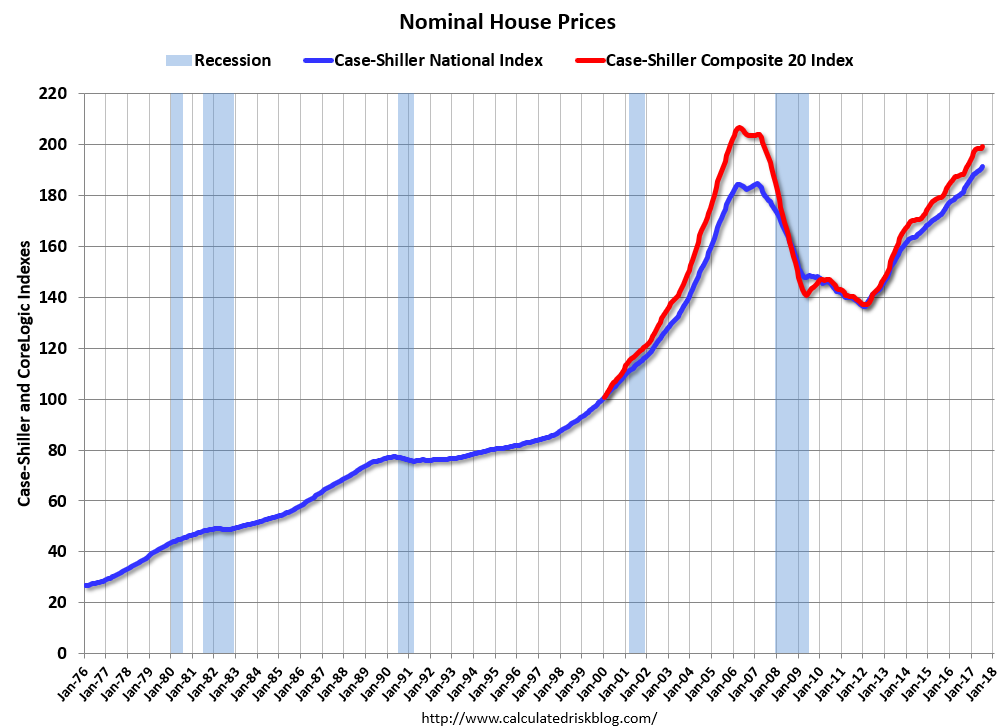 Nominal House Prices
Recession Case-Shiller National Index Case-Shiller Composite 20 Index
Case-Shiller and CoreLogic Indexes
220
200
180
160
140
120
100
80
60
40
20
0
Jan-76 Jan-77 Jan-78 Jan-79 Jan-80 Jan-81 Jan-82 Jan-83 Jan-84 Jan-85 Jan-86 Jan-87 Jan-88 Jan-89 Jan-90 Jan-91 Jan-92 Jan-93 Jan-94 Jan-95 Jan-96 Jan-97 Jan-98 Jan-99 Jan-00 Jan-01 Jan-02 Jan-03 Jan-04 Jan-05 Jan-06 Jan-07 Jan-08 Jan-09 Jan-10 Jan-11 Jan-12 Jan-13 Jan-14 Jan-15 Jan-16 Jan-17 Jan-18
http://www.calculatedriskblog.com/